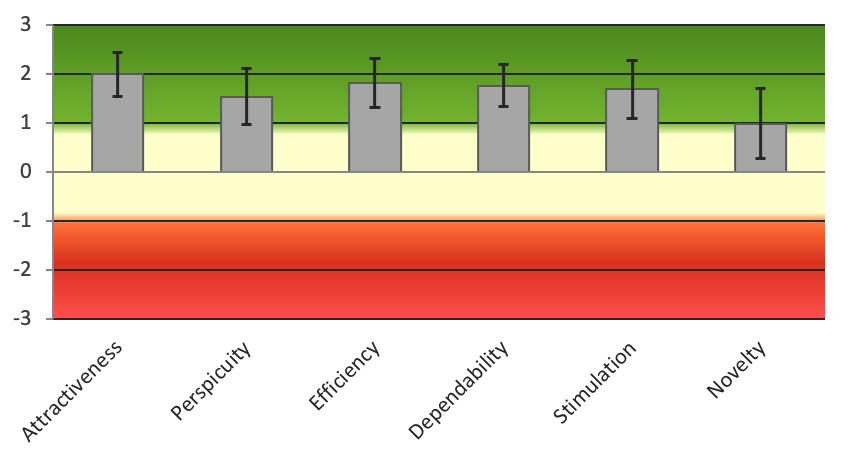 3
2
1
0
-1
-2
-3
Attractiveness
Perspicuity
Efficiency
Dependability
Stimulation
Novelty